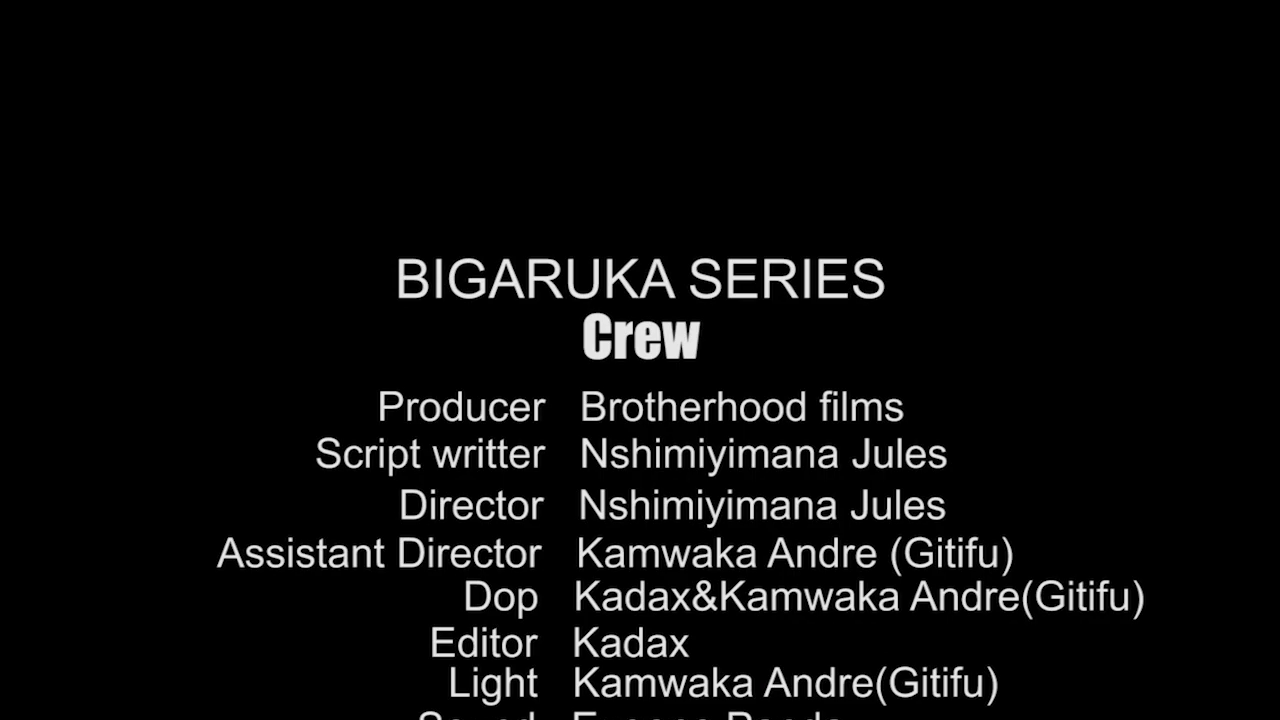 BIGARUKA SERIES
Crew
Producer Brotherhood films
Script writter Nshimiyimana Jules
Director Nshimiyimana Jules
Assistant Director Kamwaka Andre (Gitifu)
Dop Kadax&Kamwaka Andre(Gitifu)
Editor Kadax
Light Kamwaka Andre(Gitifu)